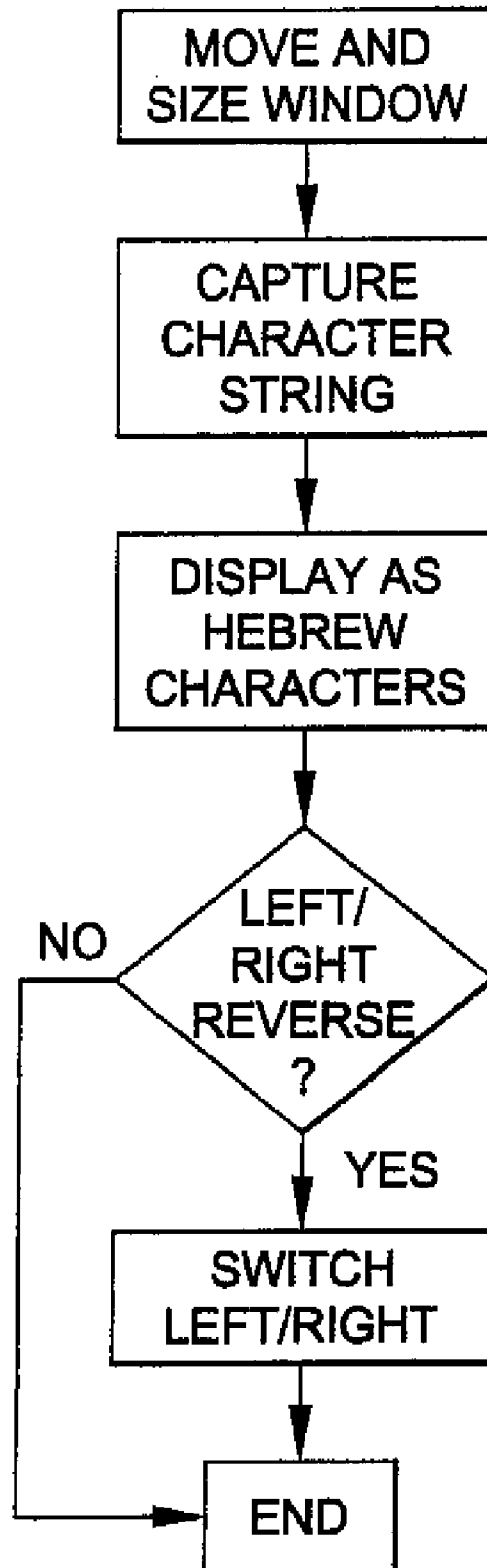 MOVE AND
SIZE WINDOW
CAPTURE
CHARACTER
STRING
DISPLAY AS
HEBREW
CHARACTERS
LEFT/
RIGHT
REVERSE
?
NO
YES
SWITCH
LEFT/RIGHT
END